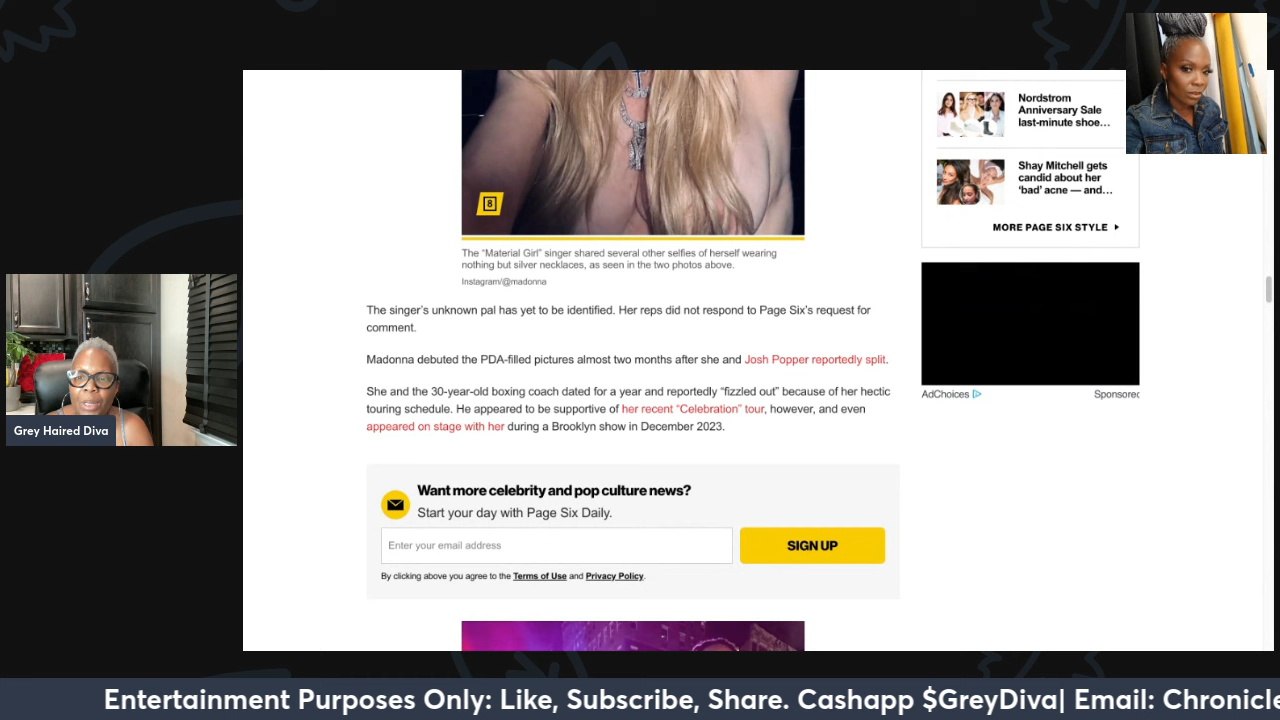 Nordstrom
Anniversary Sale
last-minute shoe…
Shay Mitchell gets
candid about her
‘bad’ acne — and…
MORE PAGE SIX STYLE
8
The “Material Girl” singer shared several other selfies of herself wearing
nothing but silver necklaces, as seen in the two photos above.
Instagram/@madonna
The singer’s unknown pal has yet to be identified. Her reps did not respond to Page Six’s request for
comment.
Madonna debuted the PDA-filled pictures almost two months after she and Josh Popper reportedly split.
She and the 30-year-old boxing coach dated for a year and reportedly “fizzled out” because of her hectic
touring schedule. He appeared to be supportive of her recent “Celebration” tour, however, and even
appeared on stage with her during a Brooklyn show in December 2023.
AdChoices
Sponsored
Grey Haired Diva
Want more celebrity and pop culture news?
Start your day with Page Six Daily.
Enter your email address
SIGN UP
By clicking above you agree to the Terms of Use and Privacy Policy.
Entertainment Purposes Only: Like, Subscribe, Share. Cashapp $GreyDiva| Email: Chronicle